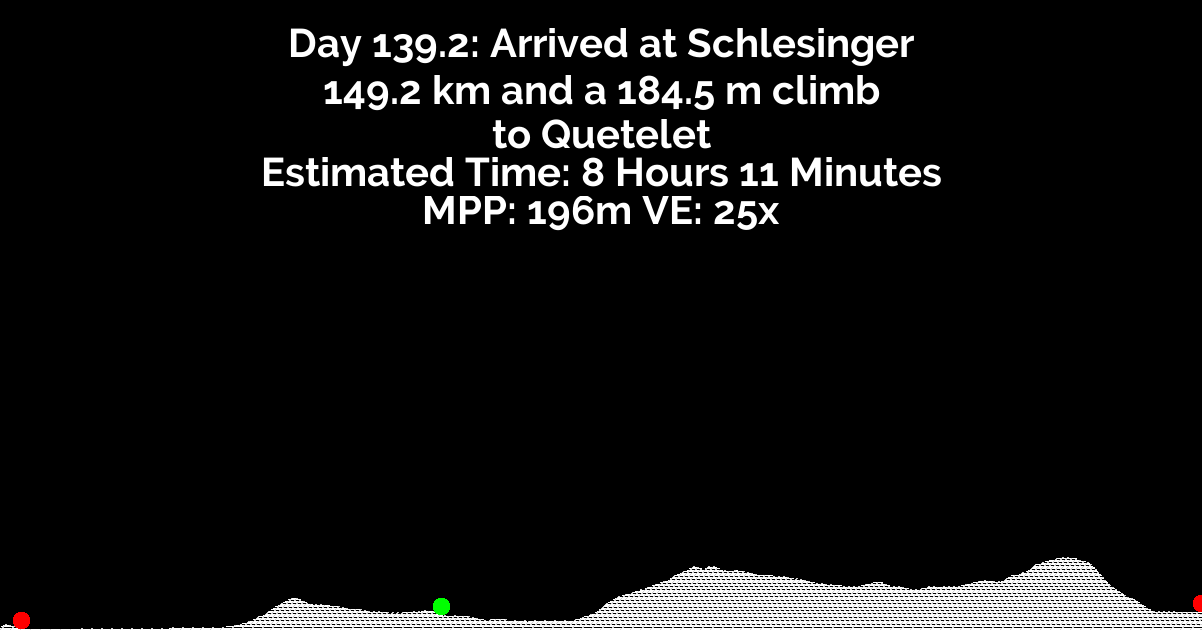 Day 139.2: Arrived at Schlesinger
149.2 km and a 184.5 m climb
to Quetelet
Estimated Time: 8 Hours 11 Minutes
MPP: 196m VE: 25x